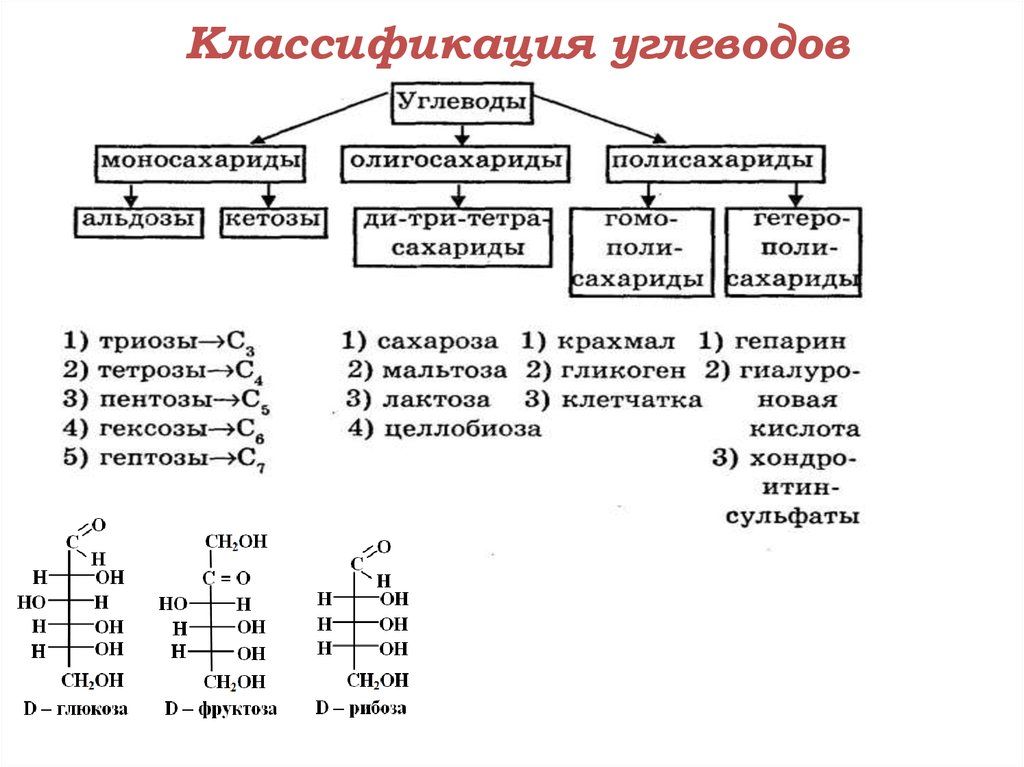 Классификация углеводов
Углеводы
моносахариды олигосахариды полисахариды
альдозы кетозы
ди-три-тетра-
сахариды
гомо-
поли-
сахариды
гетеро-
поли-
сахариды
1) триозы→C₃
2) тетрозы→C₄
3) пентозы→C₅
4) гексозы→C₆
5) гептозы→C₇
1) сахароза
2) мальтоза
3) лактоза
4) целлобиоза
1) крахмал
2) гликоген
3) клетчатка
1) гепарин
2) гиалуро-
новая
кислота
3) хондро-
итин-
сульфаты
O
C
H
H OH
HO H
H OH
H OH
CH₂OH
D – глюкоза
CH₂OH
C = O
HO H
H OH
H OH
CH₂OH
D – фруктоза
O
C
H
H OH
H OH
H OH
CH₂OH
D – рибоза